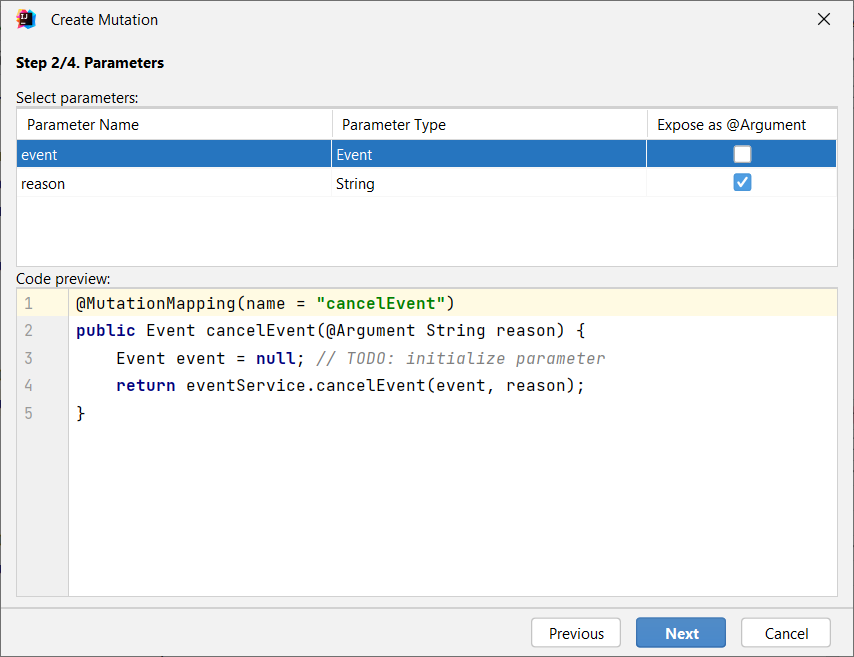 Create Mutation
Step 2/4. Parameters
Select parameters:
Parameter Name Parameter Type Expose as @Argument
event Event
reason String
Code preview:
1 @MutationMapping(name = "cancelEvent")
2 public Event cancelEvent(@Argument String reason) {
3 Event event = null; // TODO: initialize parameter
4 return eventService.cancelEvent(event, reason);
5 }
Previous Next Cancel